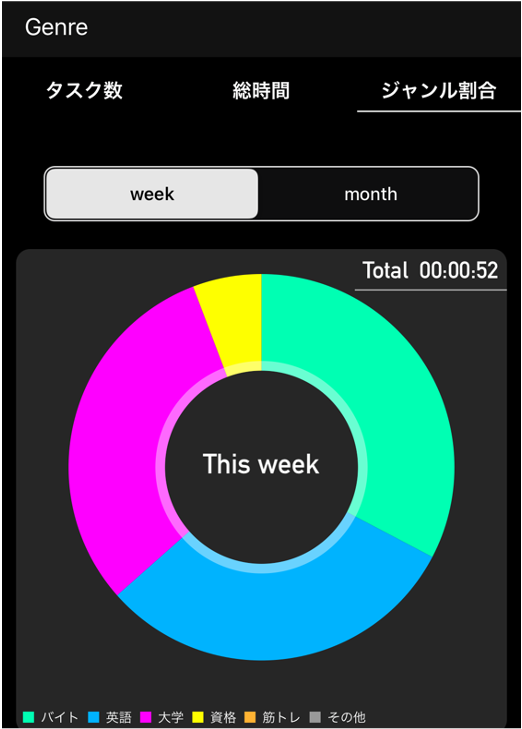 Genre
タスク数 総時間 ジャンル割合
week month
Total 00:00:52
This week
バイト 英語 大学 資格 筋トレ その他